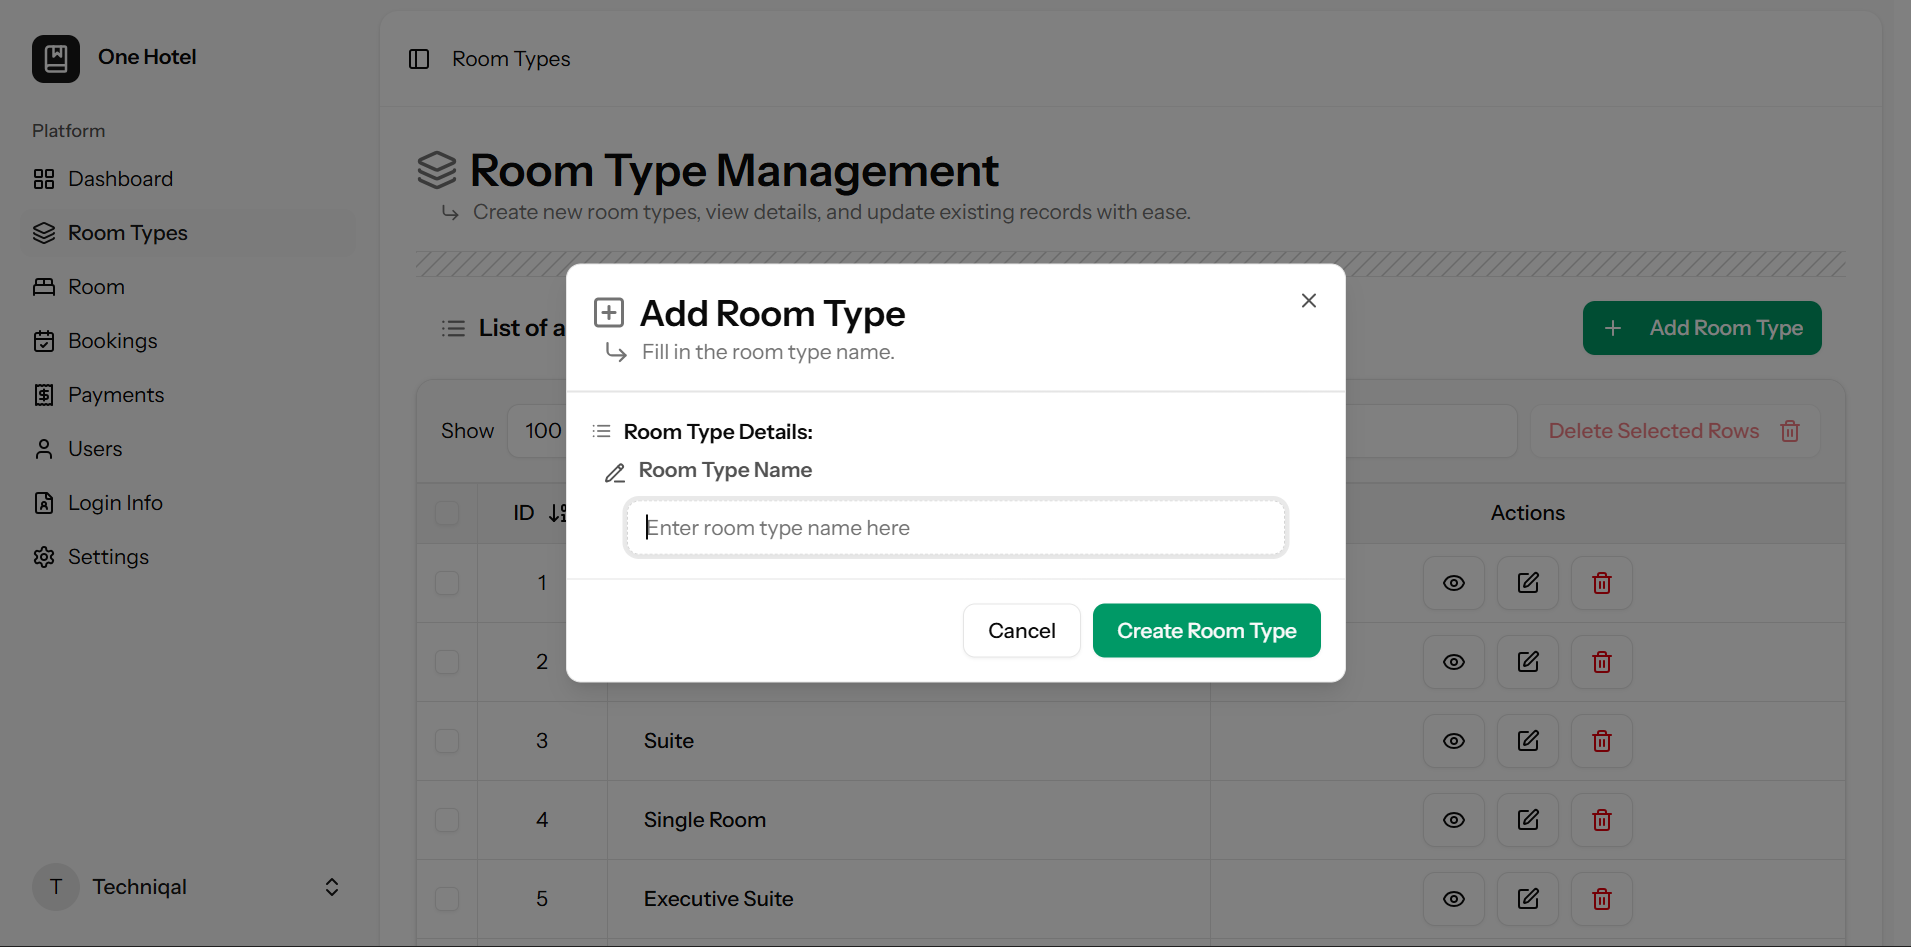 One Hotel
Platform
Dashboard
Room Types
Room
Bookings
Payments
Users
Login Info
Settings
T Techniqal
Room Types
Room Type Management
Create new room types, view details, and update existing records with ease.
List of a
Add Room Type
Show 100
Delete Selected Rows
ID
Actions
1
2
3 Suite
4 Single Room
5 Executive Suite
Add Room Type
Fill in the room type name.
Room Type Details:
Room Type Name
Enter room type name here
Cancel
Create Room Type